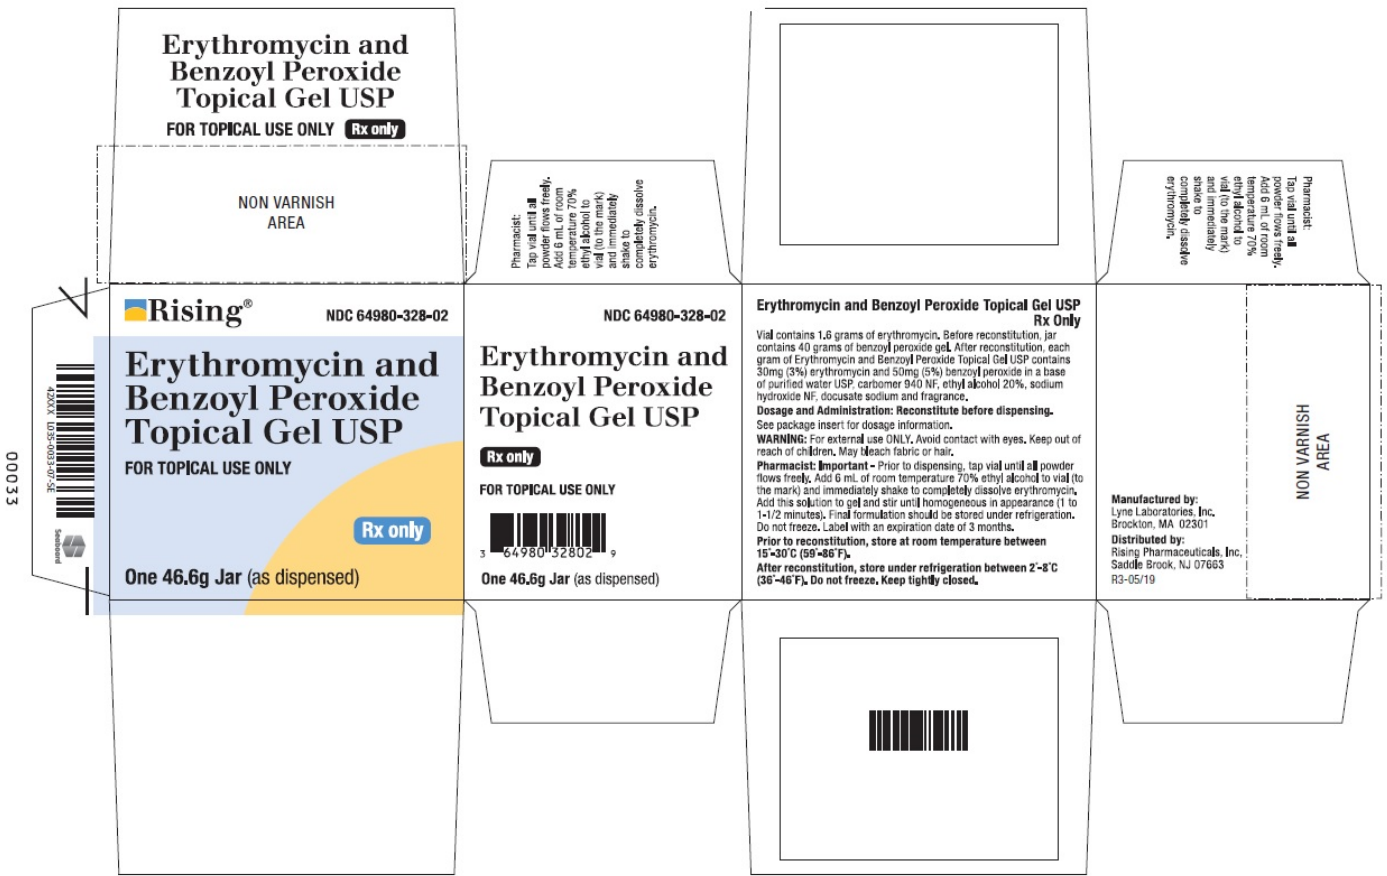 Erythromycin and
Benzoyl Peroxide
Topical Gel USP
FOR TOPICAL USE ONLY Rx only
NON VARNISH
AREA
Pharmacist:
Tap vial until all
powder flows freely.
Add 6 mL of room
temperature 70%
ethyl alcohol to
vial (to the mark)
and immediately
shake to
completely dissolve
erythromycin.
Pharmacist:
Tap vial until all
powder flows freely.
Add 6 mL of room
temperature 70%
ethyl alcohol to
vial (to the mark)
and immediately
shake to
completely dissolve
erythromycin.
00033
42XXX L035-0033-07-SE
Seaboard
Rising®
NDC 64980-328-02
Erythromycin and
Benzoyl Peroxide
Topical Gel USP
FOR TOPICAL USE ONLY
Rx only
One 46.6g Jar (as dispensed)
NDC 64980-328-02
Erythromycin and
Benzoyl Peroxide
Topical Gel USP
Rx only
FOR TOPICAL USE ONLY
3 64980 32802 9
One 46.6g Jar (as dispensed)
Erythromycin and Benzoyl Peroxide Topical Gel USP
Rx Only
Vial contains 1.6 grams of erythromycin. Before reconstitution, jar
contains 40 grams of benzoyl peroxide gel. After reconstitution, each
gram of Erythromycin and Benzoyl Peroxide Topical Gel USP contains
30mg (3%) erythromycin and 50mg (5%) benzoyl peroxide in a base
of purified water USP, carbomer 940 NF, ethyl alcohol 20%, sodium
hydroxide NF, docusate sodium and fragrance.
Dosage and Administration: Reconstitute before dispensing.
See package insert for dosage information.
WARNING: For external use ONLY. Avoid contact with eyes. Keep out of
reach of children. May bleach fabric or hair.
Pharmacist: Important - Prior to dispensing, tap vial until all powder
flows freely. Add 6 mL of room temperature 70% ethyl alcohol to vial (to
the mark) and immediately shake to completely dissolve erythromycin.
Add this solution to gel and stir until homogeneous in appearance (1 to
1-1/2 minutes). Final formulation should be stored under refrigeration.
Do not freeze. Label with an expiration date of 3 months.
Prior to reconstitution, store at room temperature between
15°-30°C (59°-86°F).
After reconstitution, store under refrigeration between 2°-8°C
(36°-46°F). Do not freeze. Keep tightly closed.
Manufactured by:
Lyne Laboratories, Inc.
Brockton, MA 02301
Distributed by:
Rising Pharmaceuticals, Inc,
Saddle Brook, NJ 07663
R3-05/19
NON VARNISH
AREA